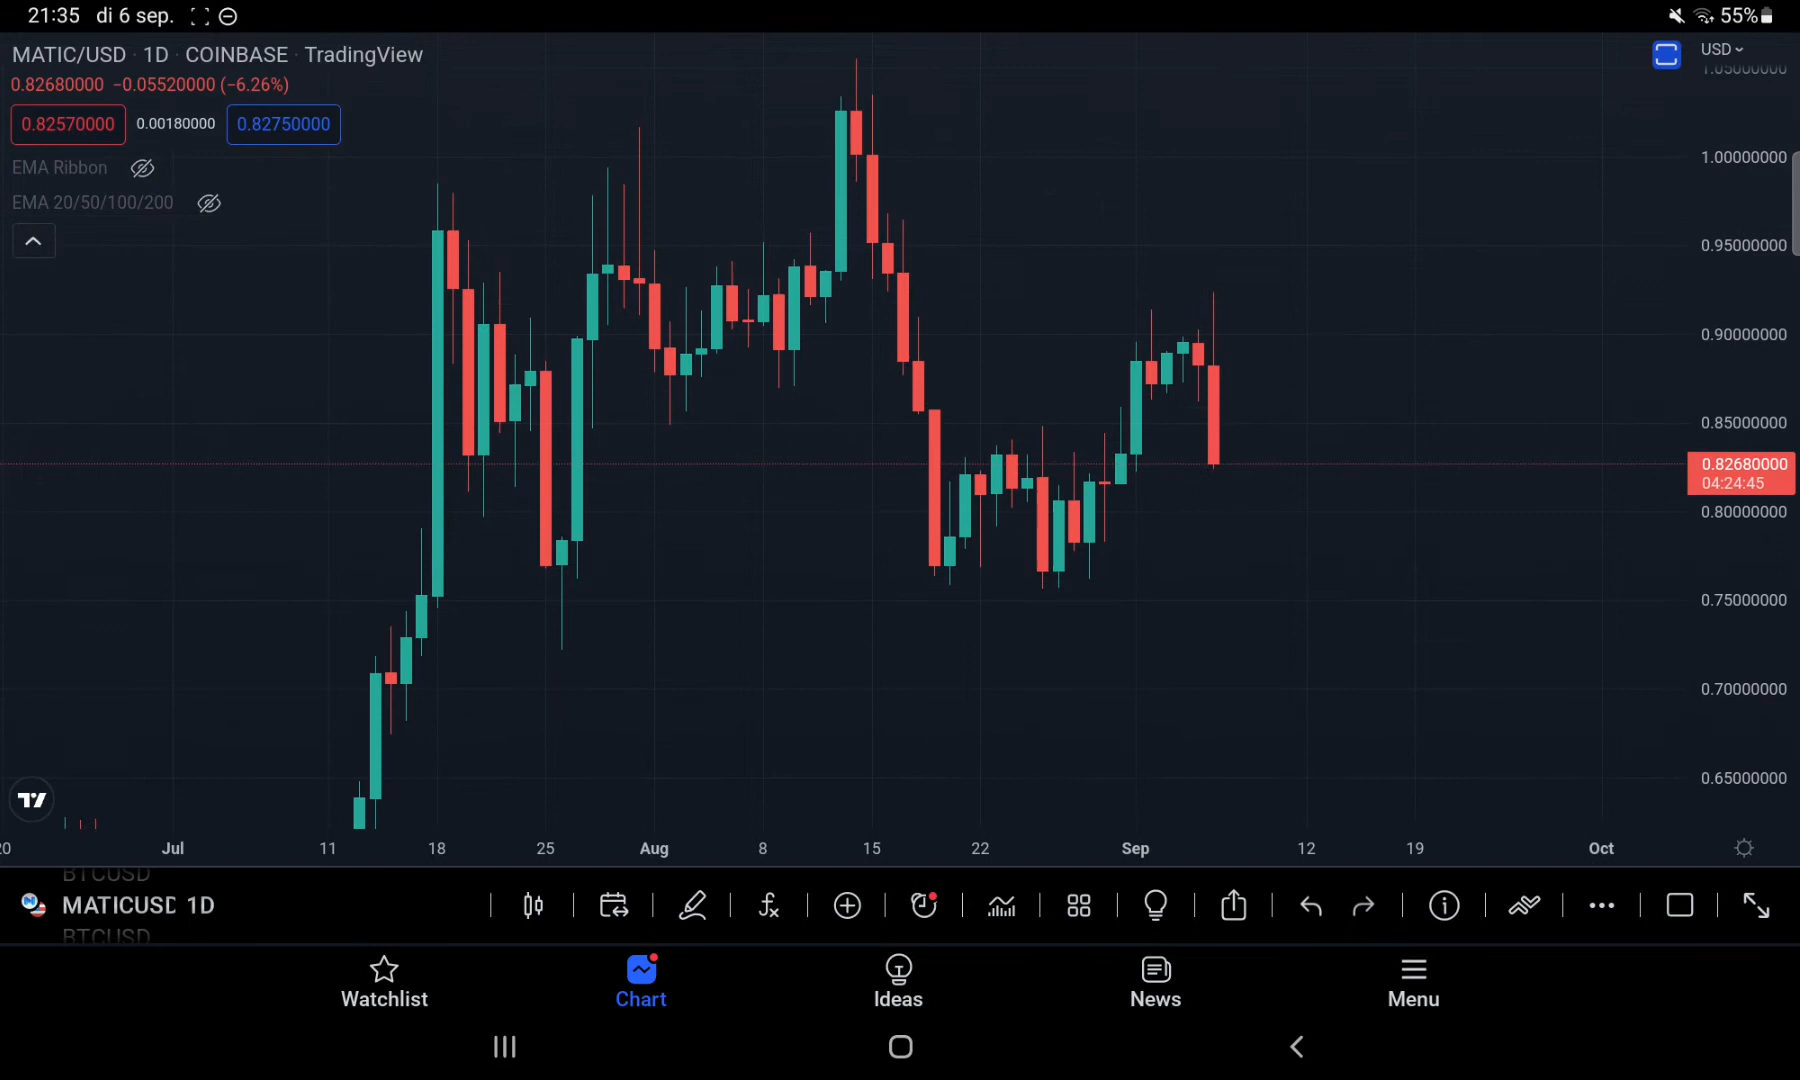 21:35 di 6 sep. 55%
MATIC/USD · 1D · COINBASE · TradingView
USD
1.05000000
0.82680000 −0.05520000 (−6.26%)
0.82570000 0.00180000 0.82750000
EMA Ribbon
EMA 20/50/100/200
1.00000000
0.95000000
0.90000000
0.85000000
0.82680000
04:24:45
0.80000000
0.75000000
0.70000000
0.65000000
20 Jul 11 18 25 Aug 8 15 22 Sep 12 19 Oct
BTCUSD
MATICUSD 1D
BTCUSD
Watchlist Chart Ideas News Menu